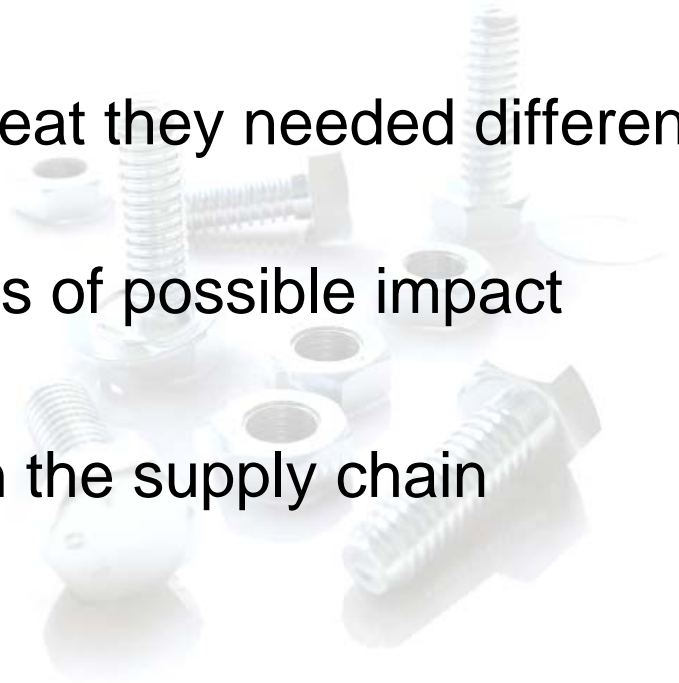 eat they needed differen
s of possible impact
the supply chain